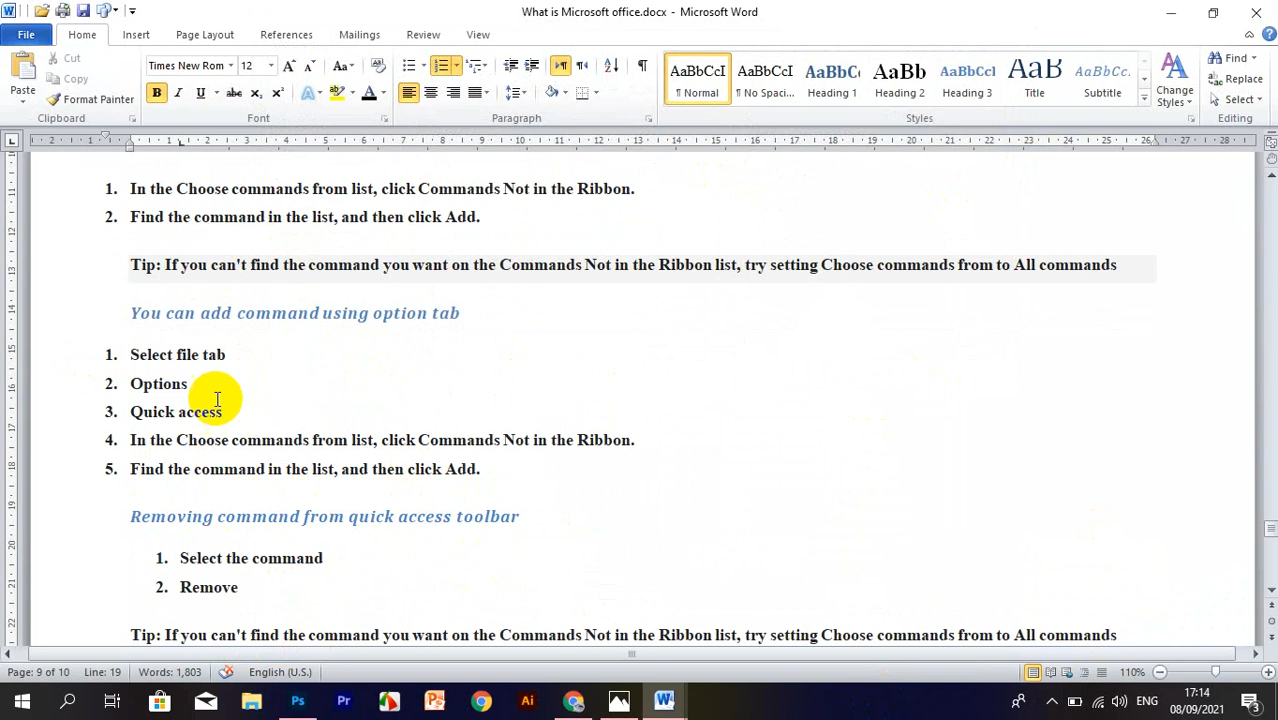 What is Microsoft office.docx - Microsoft Word
File Home Insert Page Layout References Mailings Review View
Paste
Cut
Copy
Format Painter
Clipboard
Times New Rom 12
Font
Paragraph
AaBbCcI
¶ Normal
AaBbCcI
¶ No Spaci...
AaBbC
Heading 1
AaBb
Heading 2
AaBbCcI
Heading 3
AaB
Title
AaBbCc.
Subtitle
Change
Styles
Styles
Find
Replace
Select
Editing
1. In the Choose commands from list, click Commands Not in the Ribbon.
2. Find the command in the list, and then click Add.
Tip: If you can't find the command you want on the Commands Not in the Ribbon list, try setting Choose commands from to All commands
You can add command using option tab
1. Select file tab
2. Options
3. Quick access
4. In the Choose commands from list, click Commands Not in the Ribbon.
5. Find the command in the list, and then click Add.
Removing command from quick access toolbar
1. Select the command
2. Remove
Tip: If you can't find the command you want on the Commands Not in the Ribbon list, try setting Choose commands from to All commands
Page: 9 of 10 Line: 19 Words: 1,803 English (U.S.) 110%
ENG
17:14
08/09/2021